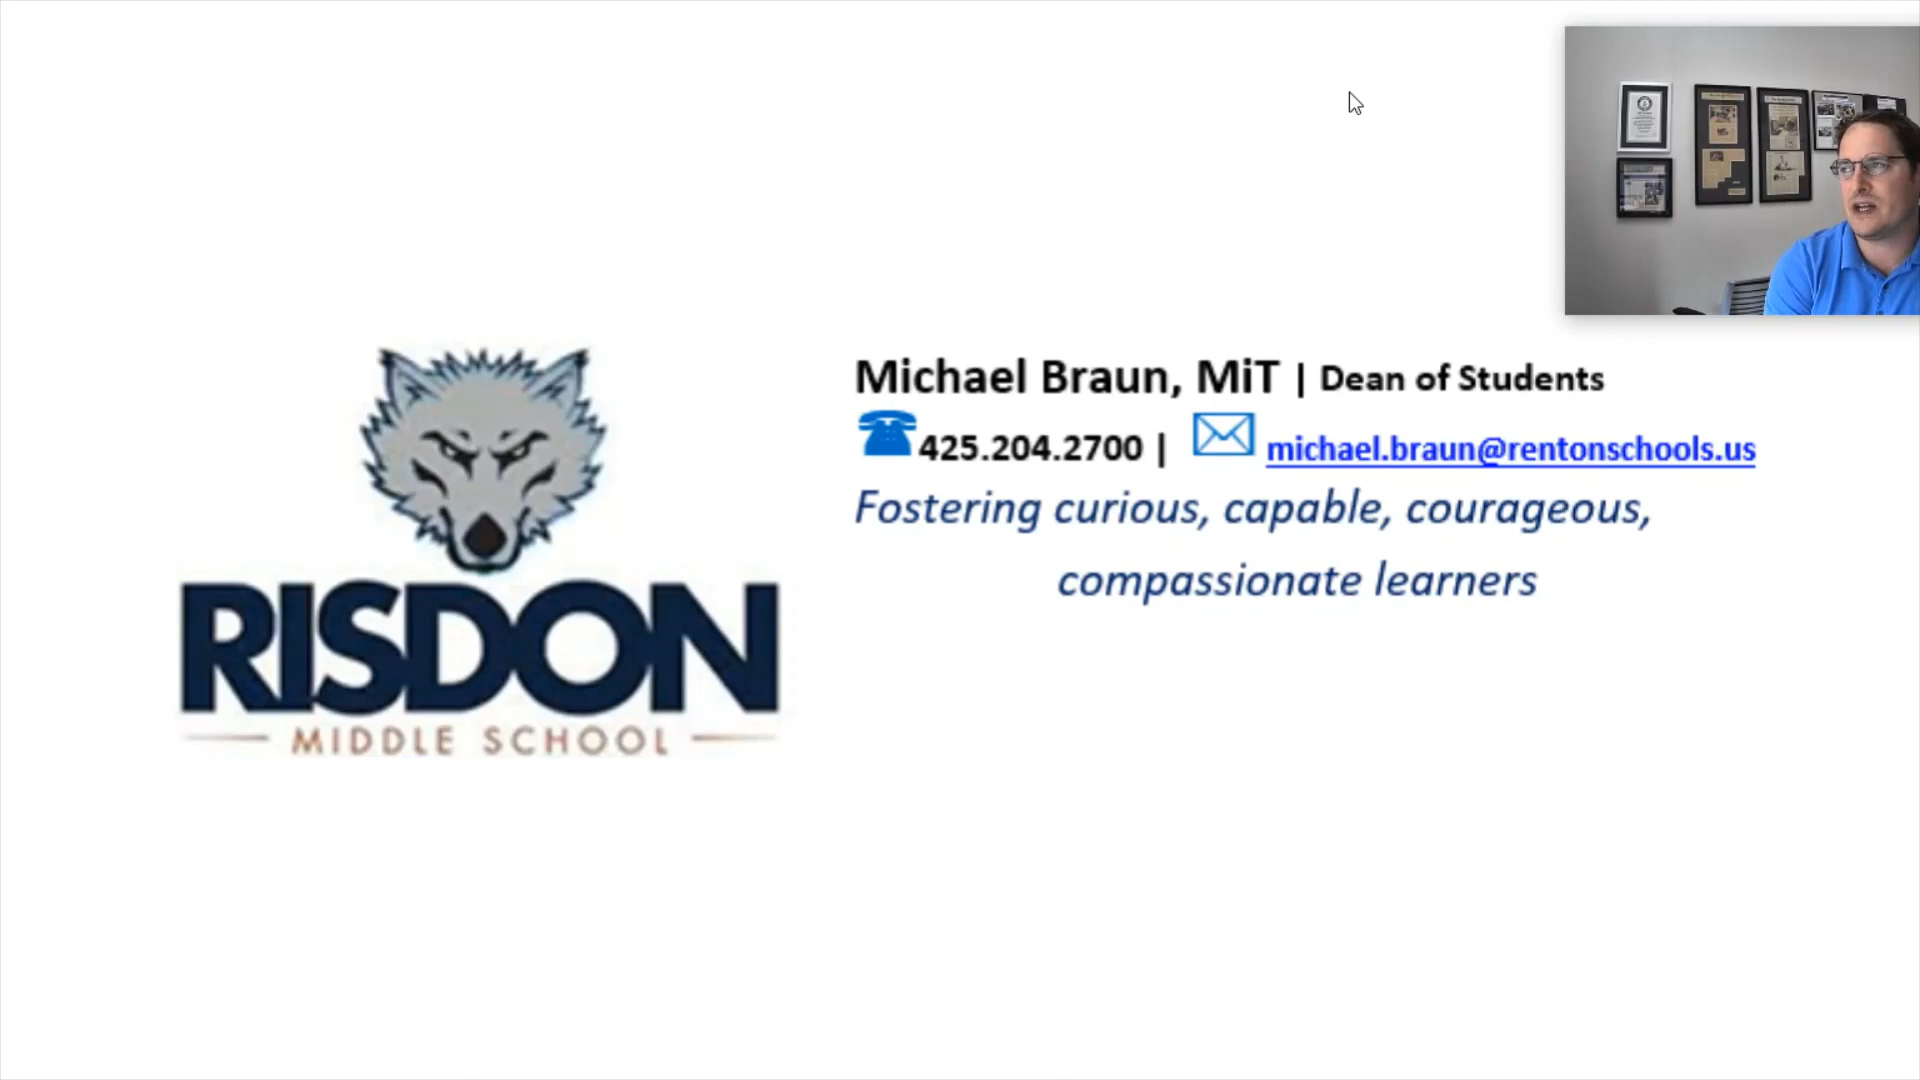 Michael Braun, MiT | Dean of Students
425.204.2700 | michael.braun@rentonschools.us
Fostering curious, capable, courageous,
compassionate learners
RISDON
MIDDLE SCHOOL